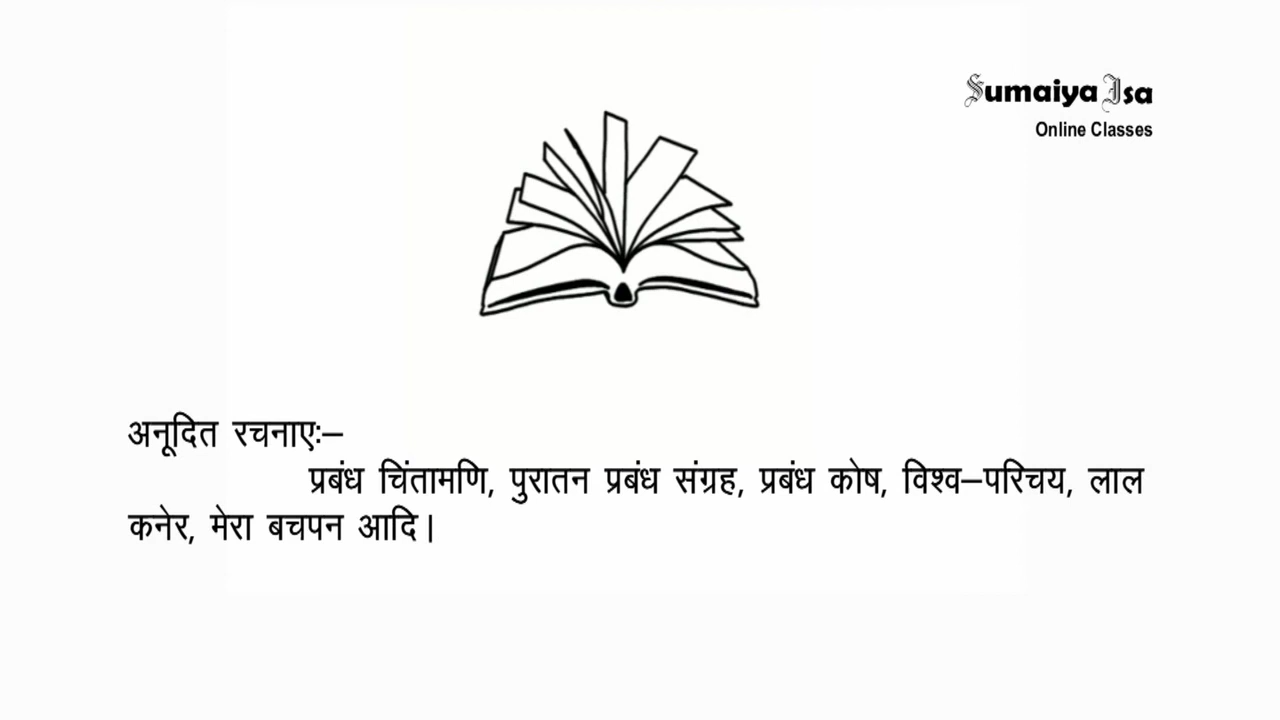 Sumaiya Isa
Online Classes
अनूदित रचनाएः–
प्रबंध चिंतामणि, पुरातन प्रबंध संग्रह, प्रबंध कोष, विश्व–परिचय, लाल
कनेर, मेरा बचपन आदि।